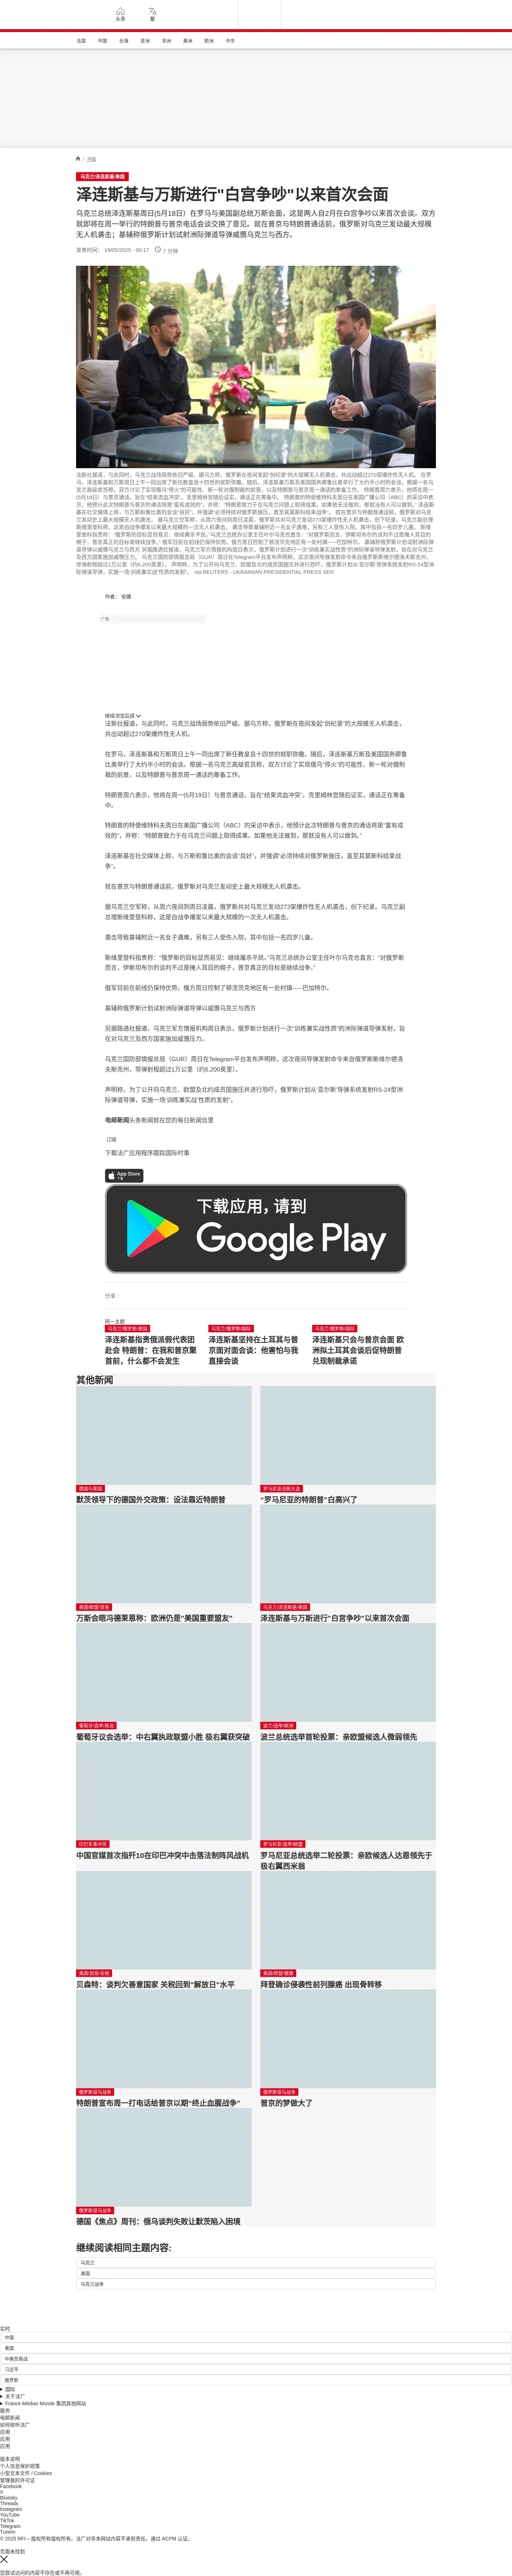 头条
繁
法国
中国
台海
亚洲
非洲
美洲
欧洲
中东
/ 中国
乌克兰/泽连斯基/美国
泽连斯基与万斯进行"白宫争吵"以来首次会面
乌克兰总统泽连斯基周日(5月18日）在罗马与美国副总统万斯会面，这是两人自2月在白宫争吵以来首次会谈。双方
就即将在周一举行的特朗普与普京电话会谈交换了意见。就在普京与特朗普通话前，俄罗斯对乌克兰发动最大规模
无人机袭击；基辅称俄罗斯计划试射洲际弹道导弹威慑乌克兰与西方。
发表时间： 19/05/2025 - 00:17
7 分钟
作者： 安娜
广告
继续浏览后续
法新社报道，与此同时，乌克兰战场局势依旧严峻。据乌方称，俄罗斯在夜间发起"创纪录"的大规模无人机袭击，
共出动超过270架爆炸性无人机。
在罗马，泽连斯基和万斯周日上午一同出席了新任教皇良十四世的就职弥撒。随后，泽连斯基万斯及美国国务卿鲁
比奥举行了大约半小时的会谈。根据一名乌克兰高级官员称，双方讨论了实现俄乌"停火"的可能性、新一轮对俄制
裁的前景，以及特朗普与普京周一通话的筹备工作。
特朗普周六表示，他将在周一(5月19日）与普京通话，旨在"结束流血冲突"。克里姆林宫随后证实，通话正在筹备
中。
特朗普的特使维特科夫周日在美国广播公司（ABC）的采访中表示，他预计此次特朗普与普京的通话将是"富有成
效的"，并称："特朗普致力于在乌克兰问题上取得成果。如果他无法做到，那就没有人可以做到。"
泽连斯基在社交媒体上称，与万斯和鲁比奥的会谈"良好"，并强调"必须持续对俄罗斯施压，直至其莫斯科结束战
争"。
就在普京与特朗普通话前，俄罗斯对乌克兰发动史上最大规模无人机袭击。
据乌克兰空军称，从周六夜间到周日凌晨，俄罗斯共对乌克兰发动273架爆炸性无人机袭击，创下纪录。乌克兰副
总理斯维里登科称，这是自战争爆发以来最大规模的一次无人机袭击。
袭击导致基辅附近一名女子遇难，另有三人受伤入院，其中包括一名四岁儿童。
斯维里登科指责称："俄罗斯的目标显而易见：继续屠杀平民。"乌克兰总统办公室主任叶尔马克也直言："对俄罗斯
而言，伊斯坦布尔的谈判不过是掩人耳目的幌子，普京真正的目标是继续战争。"
俄军目前在前线仍保持优势。俄方周日控制了顿涅茨克地区有一处村镇-----巴加特尔。
基辅称俄罗斯计划试射洲际弹道导弹以威慑乌克兰与西方
另据路透社报道，乌克兰军方情报机构周日表示，俄罗斯计划进行一次"训练兼实战性质"的洲际弹道导弹发射，旨
在对乌克兰及西方国家施加威慑压力。
乌克兰国防部情报总局（GUR）周日在Telegram平台发布声明称，这次夜间导弹发射命令来自俄罗斯斯维尔德洛
夫斯克州，导弹射程超过1万公里（约6,200英里）。
声明称，为了公开向乌克兰、欧盟及北约成员国施压并进行恐吓，俄罗斯计划从'亚尔斯'导弹系统发射RS-24型洲
际弹道导弹，实施一场'训练兼实战'性质的发射"。
电邮新闻头条新闻就在您的每日新闻信里
订阅
下载法广应用程序跟踪国际时事
App Store
下载
下载应用，请到
Google Play
分享 :
同一主题
乌克兰/俄罗斯/美国
泽连斯基指责俄派假代表团
赴会 特朗普：在我和普京聚
首前，什么都不会发生
乌克兰/俄罗斯/国际
泽连斯基坚持在土耳其与普
京面对面会谈：他害怕与我
直接会谈
乌克兰/俄罗斯/国际
泽连斯基只会与普京会面 欧
洲拟土耳其会谈后促特朗普
兑现制裁承诺
其他新闻
德国与美国
默茨领导下的德国外交政策：设法靠近特朗普
罗马尼亚总统大选
“罗马尼亚的特朗普”白高兴了
美国/欧盟/贸易
万斯会晤冯德莱恩称：欧洲仍是"美国重要盟友"
乌克兰/泽连斯基/美国
泽连斯基与万斯进行"白宫争吵"以来首次会面
葡萄牙/选举/政治
葡萄牙议会选举：中右翼执政联盟小胜 极右翼获突破
波兰/选举/欧洲
波兰总统选举首轮投票：亲欧盟候选人微弱领先
印巴军事冲突
中国官媒首次指歼10在印巴冲突中击落法制阵风战机
罗马尼亚/选举/欧盟
罗马尼亚总统选举二轮投票：亲欧候选人达恩领先于
极右翼西米翁
美国/贸易/关税
贝森特：谈判欠善意国家 关税回到"解放日"水平
美国/拜登/健康
拜登确诊侵袭性前列腺癌 出现骨转移
俄罗斯侵乌战争
特朗普宣布周一打电话给普京以期"终止血腥战争"
俄罗斯侵乌战争
普京的梦做大了
俄罗斯侵乌战争
德国《焦点》周刊：俄乌谈判失败让默茨陷入困境
继续阅读相同主题内容:
乌克兰
美国
乌克兰战争
实时
中国
美国
中美贸易战
习近平
俄罗斯
国际
关于法广
France Médias Monde 集团其他网站
服务
电邮新闻
如何收听法广
应用
应用
应用
版本说明
个人信息保护政策
小型文本文件 / Cookies
管理我的许可证
Facebook
X
Bluesky
Threads
Instagram
YouTube
TikTok
Telegram
TuneIn
© 2025 RFI – 版权所有版权所有。法广对非本网站内容不承担责任。通过 ACPM 认证。
页面未找到
您尝试访问的内容不存在或不再可用。